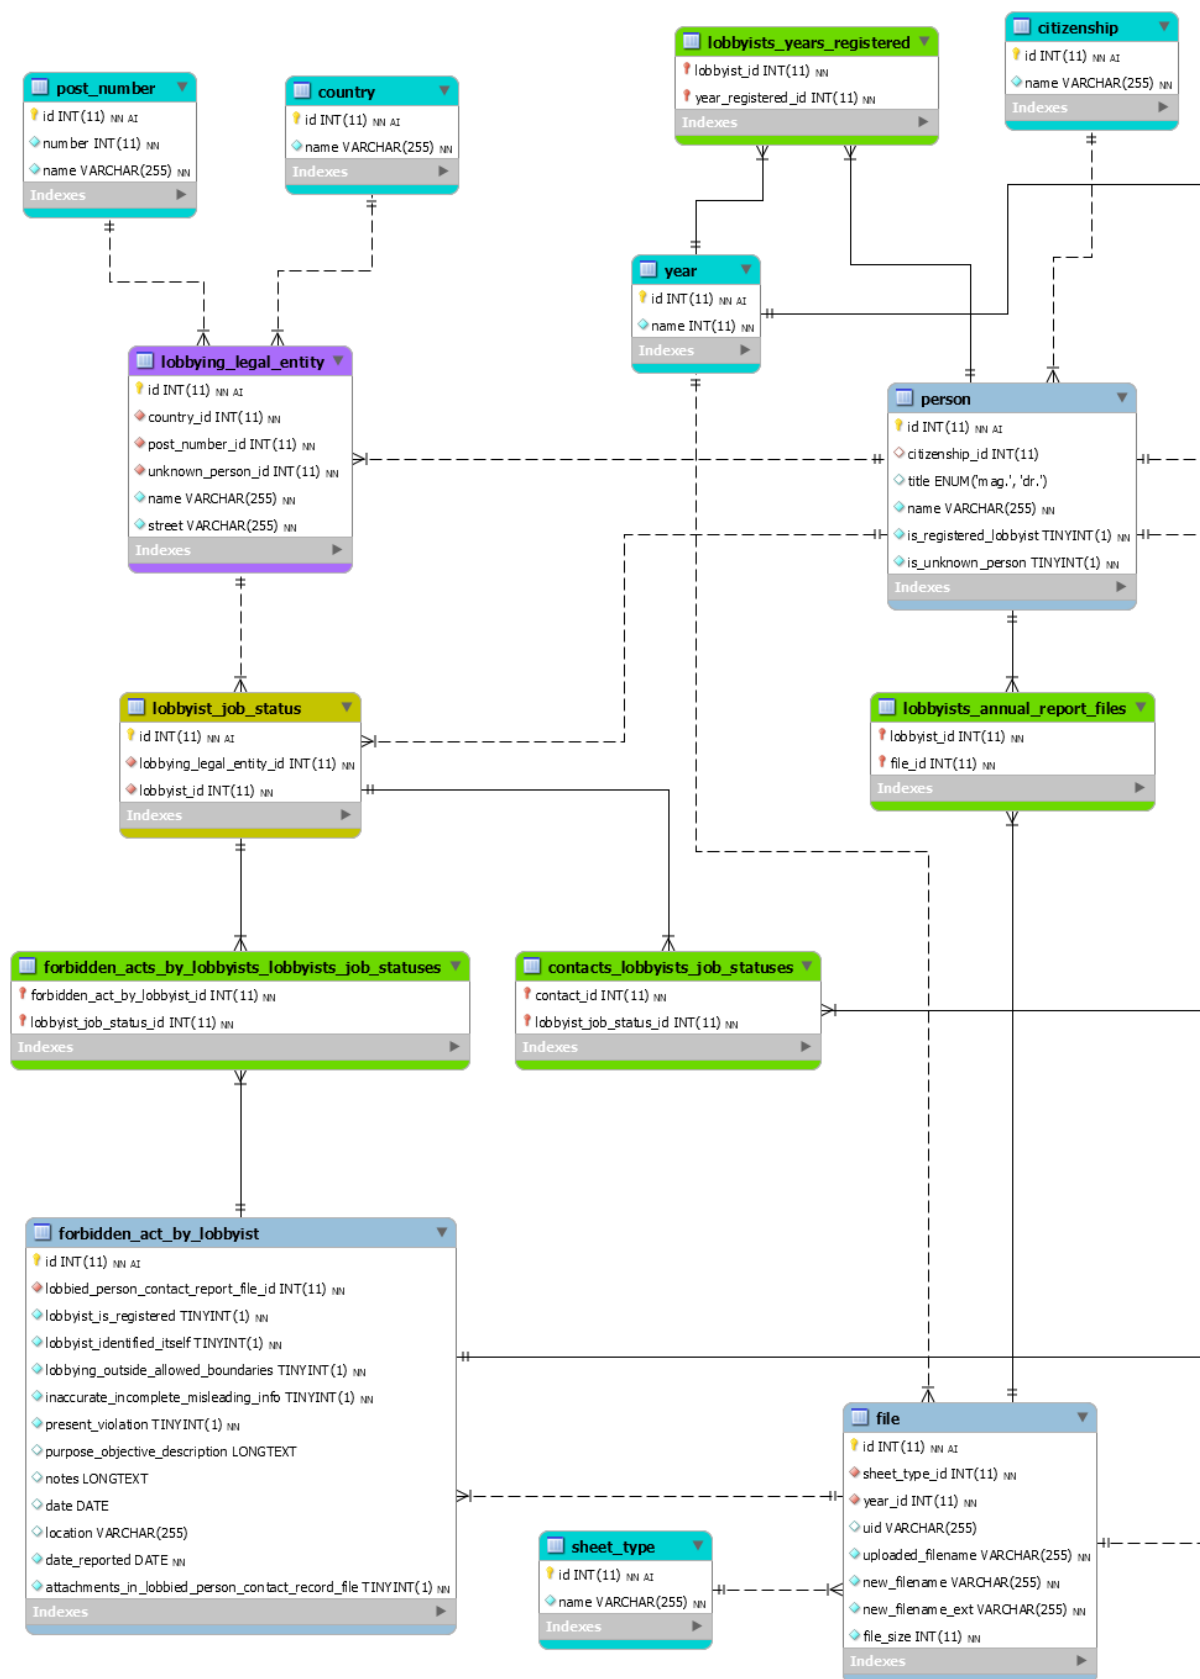 lobbyists_years_registered
lobbyist_id INT(11) NN
year_registered_id INT(11) NN
Indexes
citizenship
id INT(11) NN AI
name VARCHAR(255) NN
Indexes
post_number
id INT(11) NN AI
number INT(11) NN
name VARCHAR(255) NN
Indexes
country
id INT(11) NN AI
name VARCHAR(255) NN
Indexes
year
id INT(11) NN AI
name INT(11) NN
Indexes
lobbying_legal_entity
id INT(11) NN AI
country_id INT(11) NN
post_number_id INT(11) NN
unknown_person_id INT(11) NN
name VARCHAR(255) NN
street VARCHAR(255) NN
Indexes
person
id INT(11) NN AI
citizenship_id INT(11)
title ENUM('mag.', 'dr.')
name VARCHAR(255) NN
is_registered_lobbyist TINYINT(1) NN
is_unknown_person TINYINT(1) NN
Indexes
lobbyist_job_status
id INT(11) NN AI
lobbying_legal_entity_id INT(11) NN
lobbyist_id INT(11) NN
Indexes
lobbyists_annual_report_files
lobbyist_id INT(11) NN
file_id INT(11) NN
Indexes
forbidden_acts_by_lobbyists_lobbyists_job_statuses
forbidden_act_by_lobbyist_id INT(11) NN
lobbyist_job_status_id INT(11) NN
Indexes
contacts_lobbyists_job_statuses
contact_id INT(11) NN
lobbyist_job_status_id INT(11) NN
Indexes
forbidden_act_by_lobbyist
id INT(11) NN AI
lobbied_person_contact_report_file_id INT(11) NN
lobbyist_is_registered TINYINT(1) NN
lobbyist_identified_itself TINYINT(1) NN
lobbying_outside_allowed_boundaries TINYINT(1) NN
inaccurate_incomplete_misleading_info TINYINT(1) NN
present_violation TINYINT(1) NN
purpose_objective_description LONGTEXT
notes LONGTEXT
date DATE
location VARCHAR(255)
date_reported DATE NN
attachments_in_lobbied_person_contact_record_file TINYINT(1) NN
Indexes
file
id INT(11) NN AI
sheet_type_id INT(11) NN
year_id INT(11) NN
uid VARCHAR(255)
uploaded_filename VARCHAR(255) NN
new_filename VARCHAR(255) NN
new_filename_ext VARCHAR(255) NN
file_size INT(11) NN
Indexes
sheet_type
id INT(11) NN AI
name VARCHAR(255) NN
Indexes